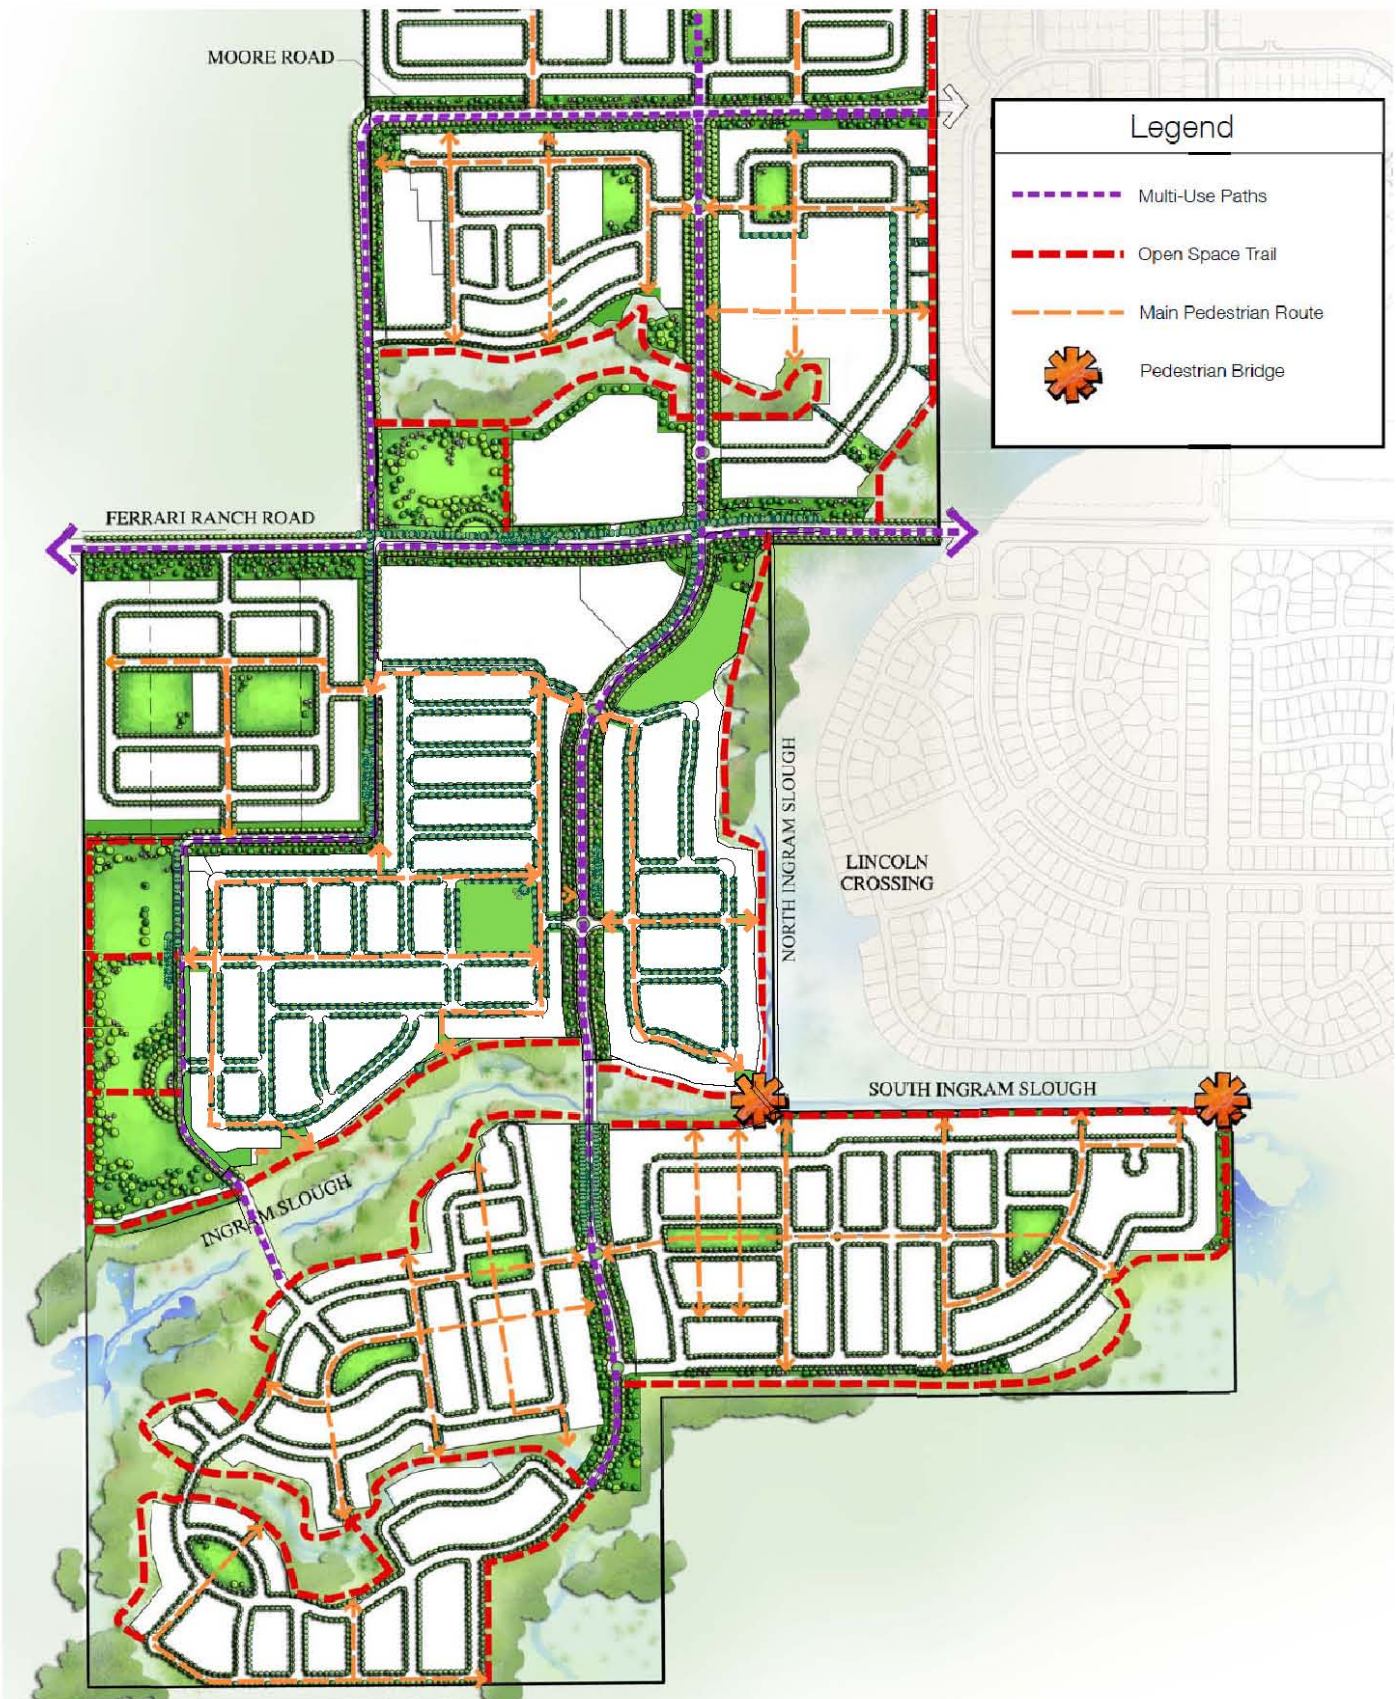 MOORE ROAD
Legend
Multi-Use Paths
Open Space Trail
Main Pedestrian Route
Pedestrian Bridge
FERRARI RANCH ROAD
NORTH INGRAM SLOUGH
LINCOLN
CROSSING
SOUTH INGRAM SLOUGH
INGRAM SLOUGH